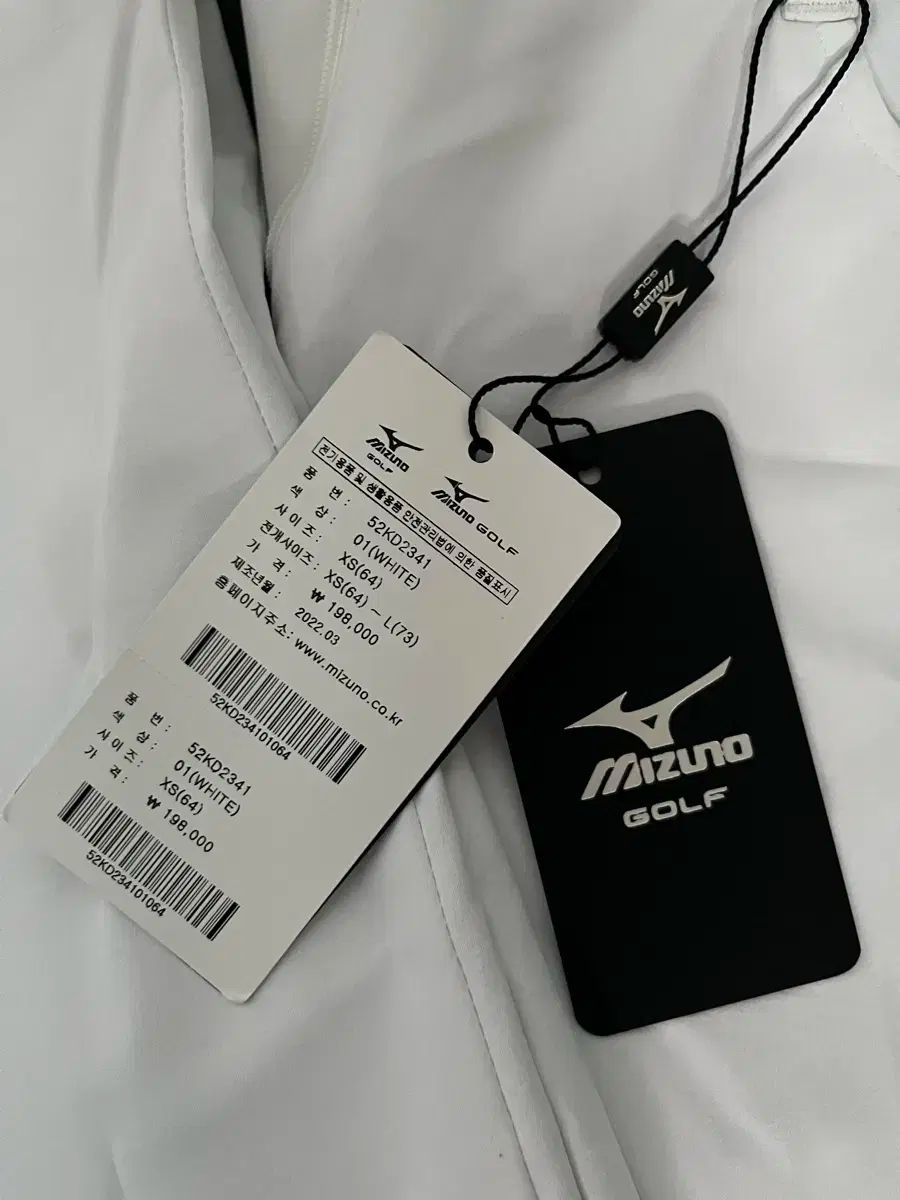 MIZUNO
GOLF
MIZUNO
GOLF
MIZUNO GOLF
전기용품 및 생활용품 안전관리법에 의한 품질표시
품 번 : 52KD2341
색 상 : 01(WHITE)
사 이 즈 : XS(64)
전개사이즈 : XS(64) ~ L(73)
가 격 : ₩ 198,000
제조년월 : 2022.03
홈페이지주소 : www.mizuno.co.kr
52KD234101064
품 번 : 52KD2341
색 상 : 01(WHITE)
사 이 즈 : XS(64)
가 격 : ₩ 198,000
52KD234101064
MIZUNO
GOLF